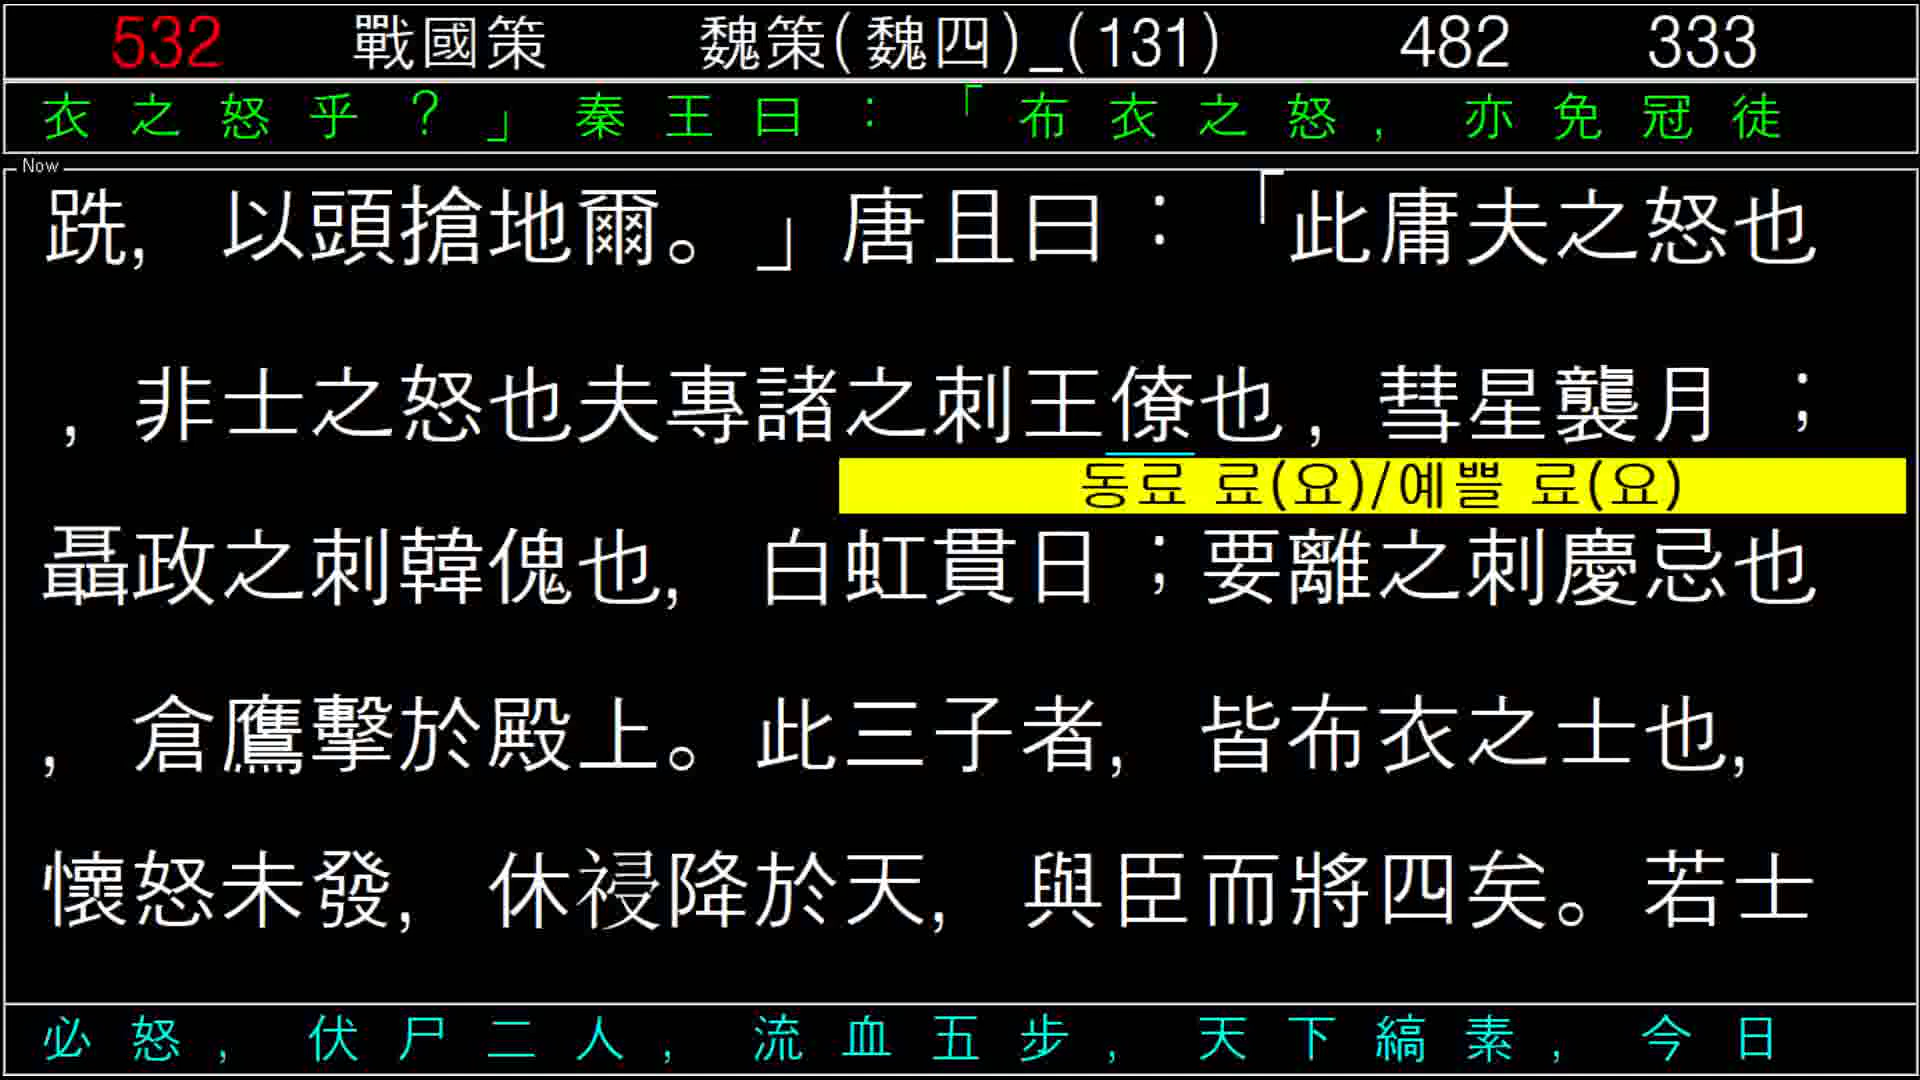 532 戰國策 魏策(魏四)_(131) 482 333
衣之怒乎?」秦王曰:「布衣之怒, 亦免冠徒
Now
跣, 以頭搶地爾。」唐且曰:「此庸夫之怒也
, 非士之怒也夫專諸之刺王僚也, 彗星襲月;
동료 료(요)/예쁠 료(요)
聶政之刺韓傀也, 白虹貫日;要離之刺慶忌也
, 倉鷹擊於殿上。此三子者, 皆布衣之士也,
懷怒未發, 休祲降於天, 與臣而將四矣。若士
必怒, 伏尸二人, 流血五步, 天下縞素, 今日